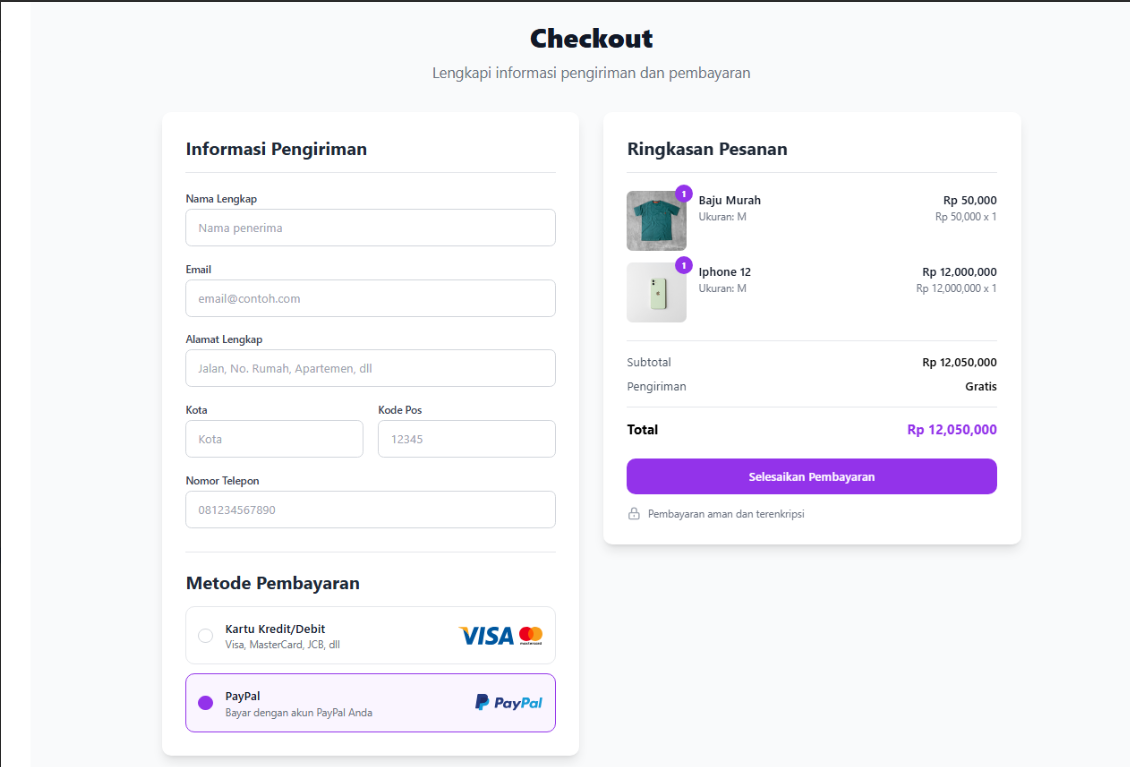 Checkout
Lengkapi informasi pengiriman dan pembayaran
Informasi Pengiriman
Nama Lengkap
Nama penerima
Email
email@contoh.com
Alamat Lengkap
Jalan, No. Rumah, Apartemen, dll
Kota Kode Pos
Kota 12345
Nomor Telepon
081234567890
Metode Pembayaran
Kartu Kredit/Debit
Visa, MasterCard, JCB, dll
VISA mastercard
PayPal
Bayar dengan akun PayPal Anda
PayPal
Ringkasan Pesanan
1
Baju Murah Rp 50,000
Ukuran: M Rp 50,000 x 1
1
Iphone 12 Rp 12,000,000
Ukuran: M Rp 12,000,000 x 1
Subtotal Rp 12,050,000
Pengiriman Gratis
Total Rp 12,050,000
Selesaikan Pembayaran
Pembayaran aman dan terenkripsi